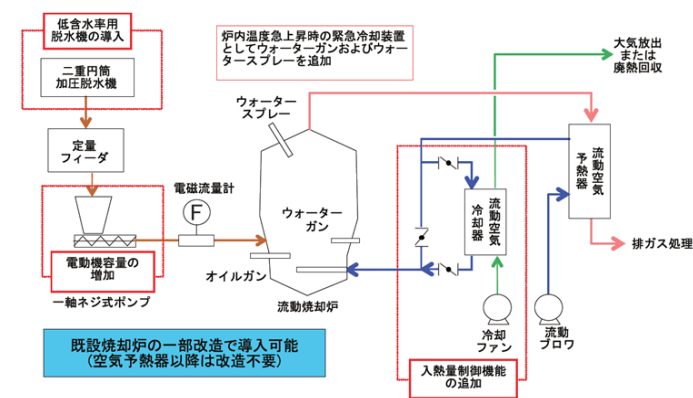 低含水率用
脱水機の導入
二重円筒
加圧脱水機
定量
フィーダ
電動機容量の
増加
一軸ネジ式ポンプ
電磁流量計
F
炉内温度急上昇時の緊急冷却装置
としてウォーターガンおよびウォー
タースプレーを追加
ウォーター
スプレー
ウォーター
ガン
オイルガン
流動焼却炉
大気放出
または
廃熱回収
流動空気
予熱器
流動空気
冷却器
排ガス処理
冷却
ファン
流動
ブロワ
入熱量制御機能
の追加
既設焼却炉の一部改造で導入可能
(空気予熱器以降は改造不要)